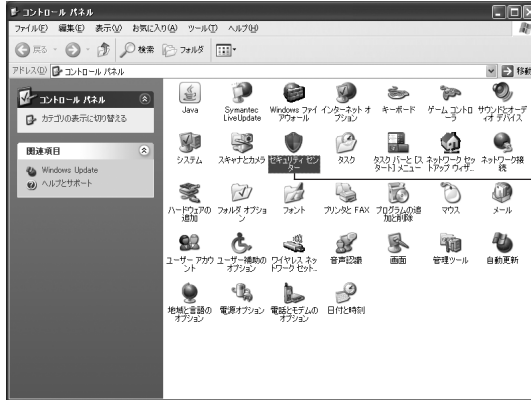 コントロール パネル
ファイル(F) 編集(E) 表示(V) お気に入り(A) ツール(T) ヘルプ(H)
戻る 検索 フォルダ
アドレス(D) コントロール パネル 移動
コントロール パネル
カテゴリの表示に切り替える
関連項目
Windows Update
ヘルプとサポート
Java
Symantec LiveUpdate
Windows ファイアウォール
インターネット オプション
キーボード
ゲーム コントローラ
サウンドとオーディオ デバイス
システム
スキャナとカメラ
セキュリティ センター
タスク
タスク バーと [スタート] メニュー
ネットワーク セットアップ ウィザ...
ネットワーク接続
ハードウェアの追加
フォルダ オプション
フォント
プリンタと FAX
プログラムの追加と削除
マウス
メール
ユーザー アカウント
ユーザー補助のオプション
ワイヤレス ネットワーク セット...
音声認識
画面
管理ツール
自動更新
地域と言語のオプション
電源オプション
電話とモデムのオプション
日付と時刻